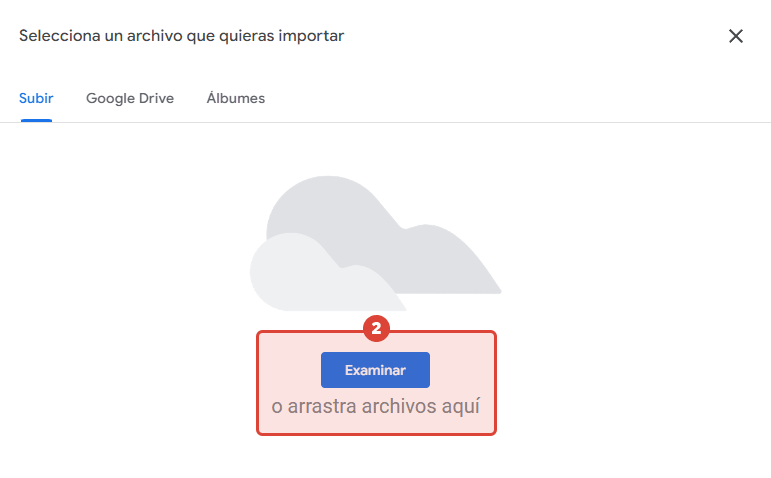 Selecciona un archivo que quieras importar
Subir Google Drive Álbumes
2
Examinar
o arrastra archivos aquí